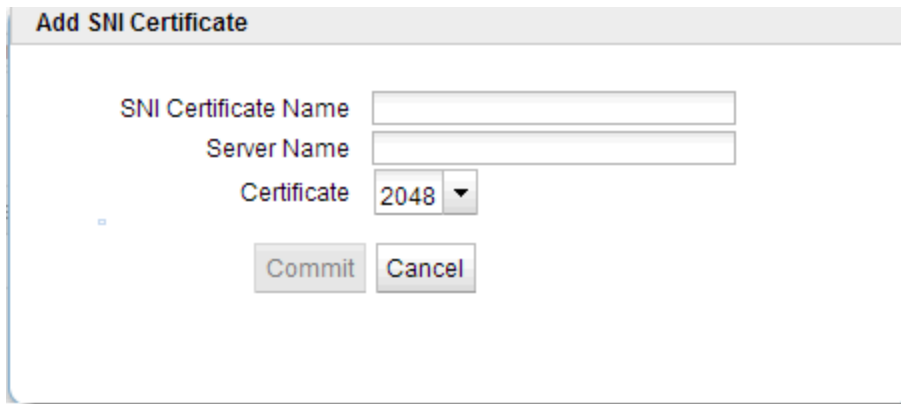 Add SNI Certificate
SNI Certificate Name
Server Name
Certificate 2048
Commit Cancel